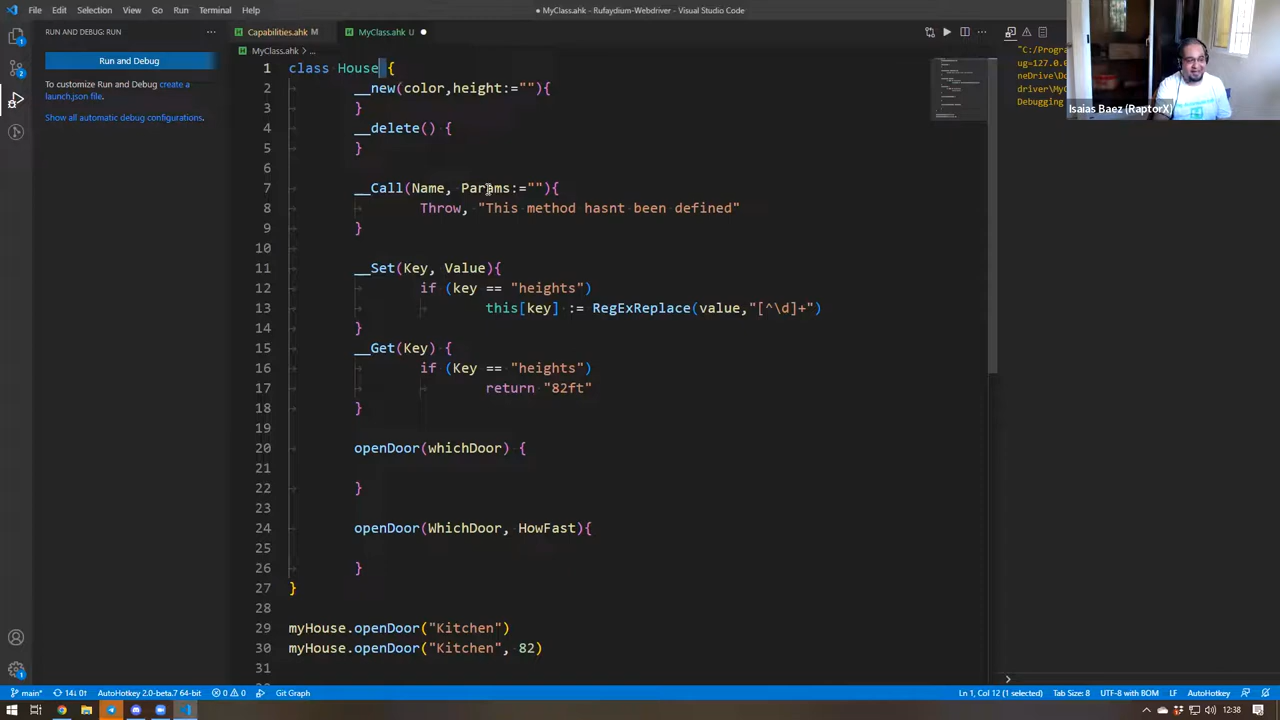 File Edit Selection View Go Run Terminal Help
● MyClass.ahk - Rufaydium-Webdriver - Visual Studio Code
RUN AND DEBUG: RUN ···
Run and Debug
To customize Run and Debug create a
launch.json file.
Show all automatic debug configurations.
Capabilities.ahk M
MyClass.ahk U ●
MyClass.ahk > ...
1 class House {
2 __new(color,height:=""){
3 }
4 __delete() {
5 }
6
7 __Call(Name, Params:=""){
8 Throw, "This method hasnt been defined"
9 }
10
11 __Set(Key, Value){
12 if (key == "heights")
13 this[key] := RegExReplace(value,"[^\d]+")
14 }
15 __Get(Key) {
16 if (Key == "heights")
17 return "82ft"
18 }
19
20 openDoor(whichDoor) {
21
22 }
23
24 openDoor(WhichDoor, HowFast){
25
26 }
27 }
28
29 myHouse.openDoor("Kitchen")
30 myHouse.openDoor("Kitchen", 82)
31
"C:/Progra
ug=127.0.0
neDrive/D
driver/My
Debugging
Isaias Baez (RaptorX)
main* 14↓ 0↑ AutoHotkey 2.0-beta.7 64-bit 0 0 Git Graph
Ln 1, Col 12 (1 selected) Tab Size: 8 UTF-8 with BOM LF AutoHotkey
12:38